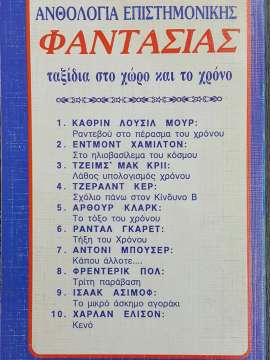 ΑΝΘΟΛΟΓΙΑ ΕΠΙΣΤΗΜΟΝΙΚΗΣ
ΦΑΝΤΑΣΙΑΣ
ταξίδια στο χώρο και το χρόνο
1. ΚΑΘΡΙΝ ΛΟΥΣΙΛ ΜΟΥΡ:
Ραντεβού στο πέρασμα του χρόνου
2. ΕΝΤΜΟΝΤ ΧΑΜΙΛΤΟΝ:
Στο ηλιοβασίλεμα του κόσμου
3. ΤΖΕΙΜΣ ΜΑΚ ΚΡΙΙ:
Λάθος υπολογισμός χρόνου
4. ΤΖΕΡΑΛΝΤ ΚΕΡ:
Σχόλιο πάνω στον Κίνδυνο Β
5. ΑΡΘΟΥΡ ΚΛΑΡΚ:
Το τόξο του χρόνου
6. ΡΑΝΤΑΛ ΓΚΑΡΕΤ:
Τήξη του Χρόνου
7. ΑΝΤΟΝΙ ΜΠΟΥΣΕΡ:
Κάπου άλλοτε....
8. ΦΡΕΝΤΕΡΙΚ ΠΟΛ:
Τρίτη παράβαση
9. ΙΣΑΑΚ ΑΣΙΜΟΦ:
Το μικρό άσκημο αγοράκι
10. ΧΑΡΛΑΝ ΕΛΙΣΟΝ:
Κενό